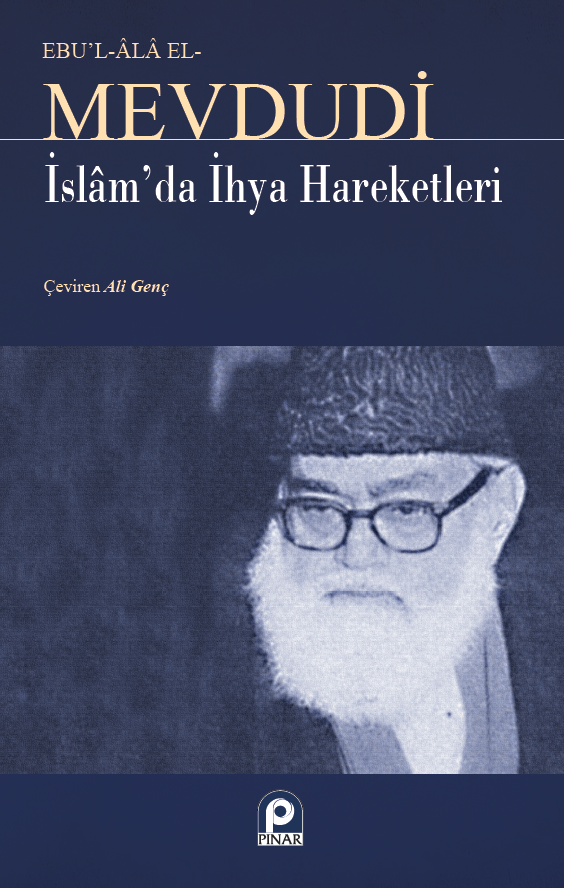 EBU'L-ÂLÂ EL-
MEVDUDİ
İslâm'da İhya Hareketleri
Çeviren Ali Genç
PINAR